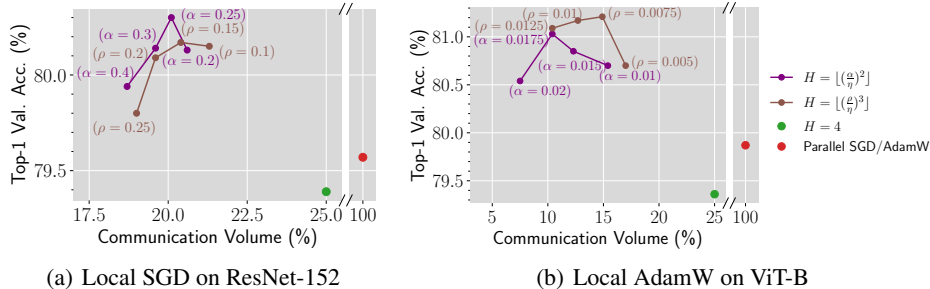 Top-1 Val. Acc. (%)
80.0
79.5
(α = 0.25)
(α = 0.3)
(ρ = 0.15)
(ρ = 0.2)
(ρ = 0.1)
(α = 0.2)
(α = 0.4)
(ρ = 0.25)
17.5 20.0 22.5 25.0 100
Communication Volume (%)
(a) Local SGD on ResNet-152
Top-1 Val. Acc. (%)
81.0
80.5
80.0
79.5
(ρ = 0.01)
(ρ = 0.0075)
(ρ = 0.0125)
(α = 0.0175)
(α = 0.015)
(ρ = 0.005)
(α = 0.01)
(α = 0.02)
5 10 15 20 25 100
Communication Volume (%)
(b) Local AdamW on ViT-B
H = ⌊(α/η)²⌋
H = ⌊(ρ/η)³⌋
H = 4
Parallel SGD/AdamW